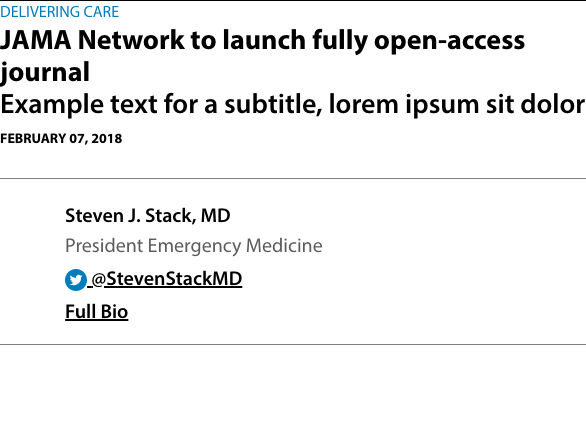 DELIVERING CARE
JAMA Network to launch fully open-access
journal
Example text for a subtitle, lorem ipsum sit dolor
FEBRUARY 07, 2018
Steven J. Stack, MD
President Emergency Medicine
@StevenStackMD
Full Bio